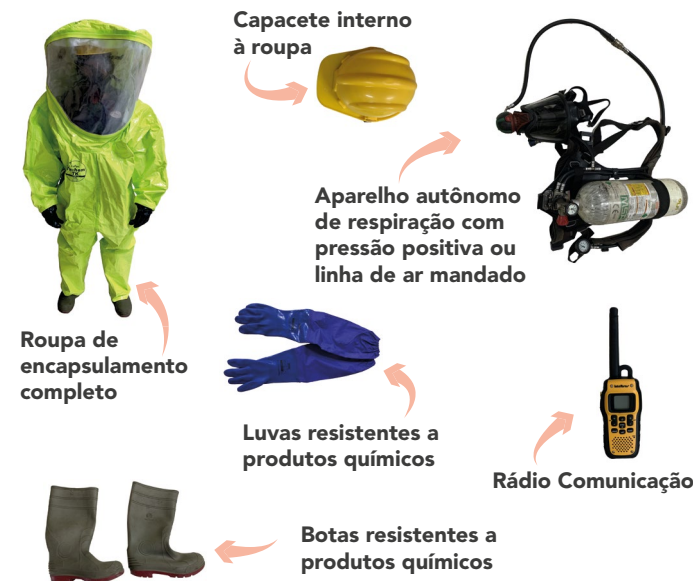 Capacete interno
à roupa
Aparelho autônomo
de respiração com
pressão positiva ou
linha de ar mandado
Roupa de
encapsulamento
completo
Luvas resistentes a
produtos químicos
Rádio Comunicação
Botas resistentes a
produtos químicos